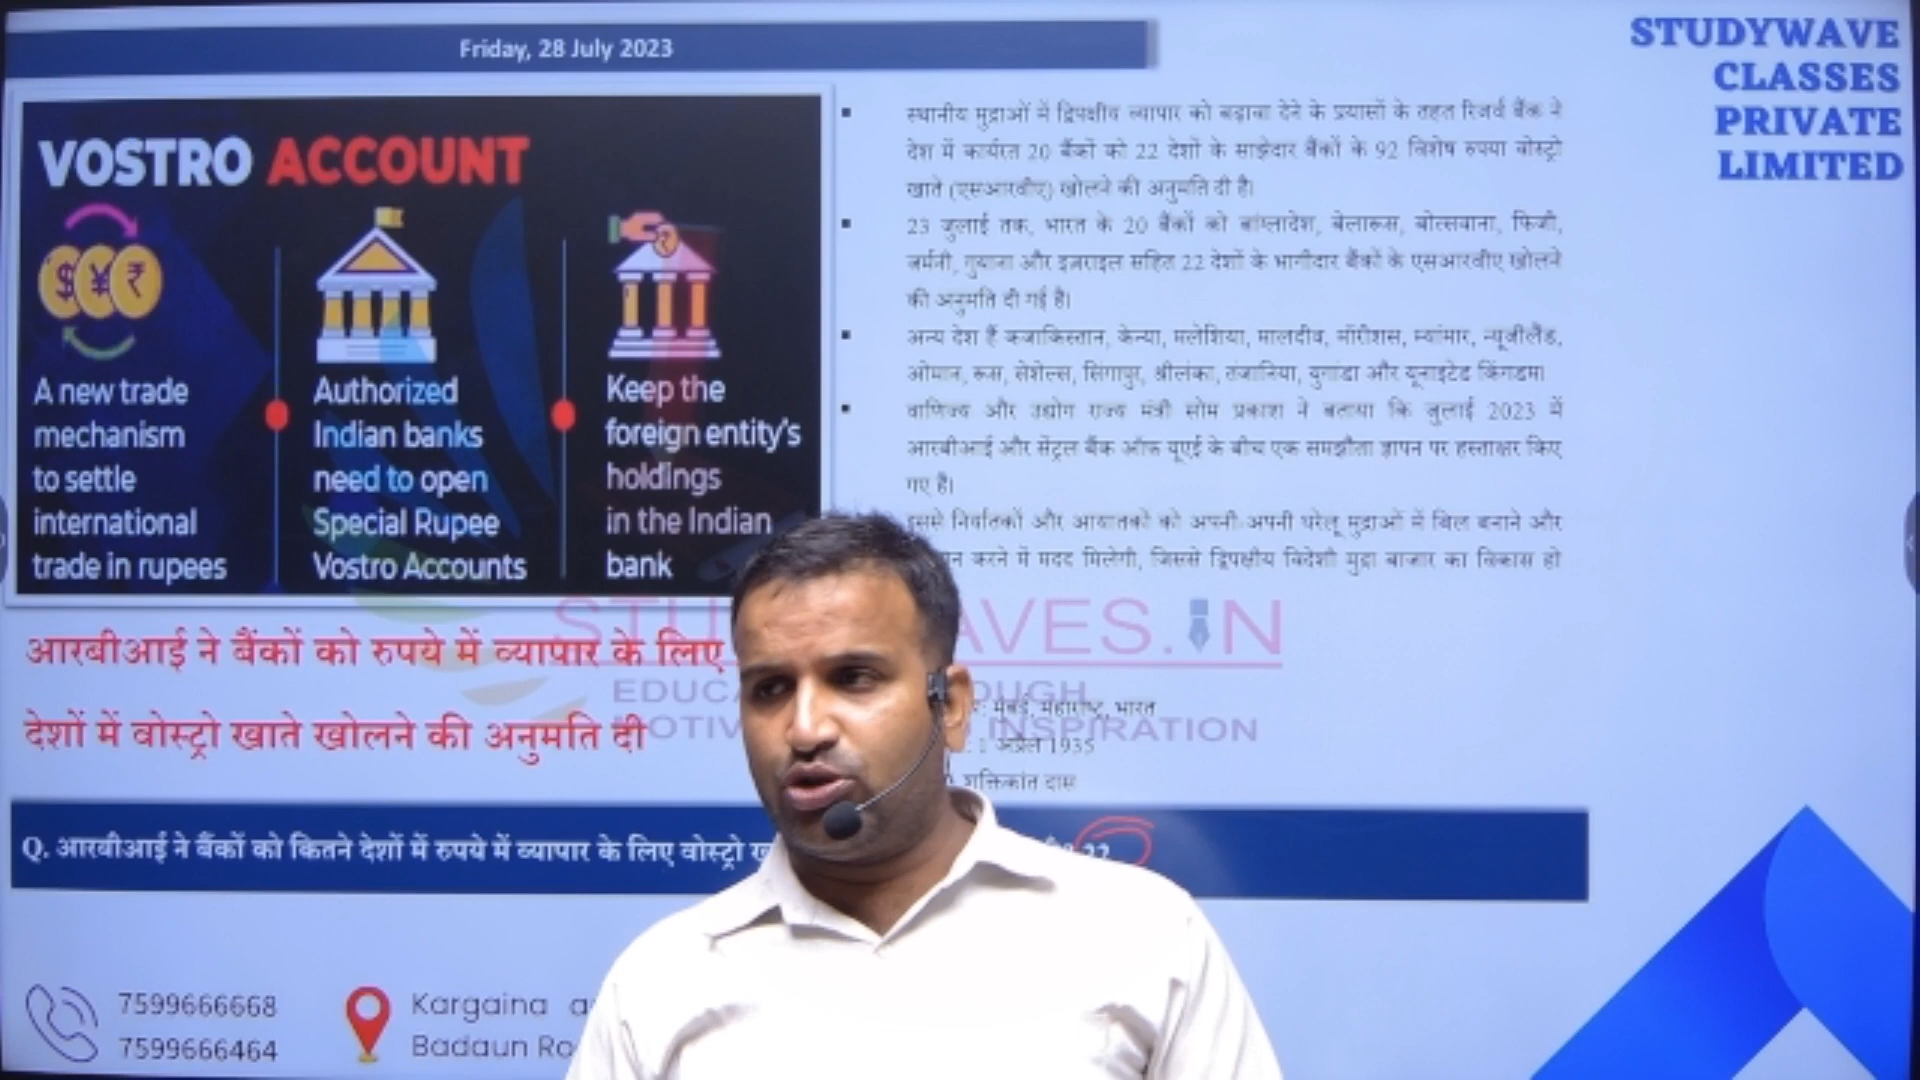 Friday, 28 July 2023
STUDYWAVE
CLASSES
PRIVATE
LIMITED
VOSTRO ACCOUNT
A new trade
mechanism
to settle
international
trade in rupees
Authorized
Indian banks
need to open
Special Rupee
Vostro Accounts
Keep the
foreign entity's
holdings
in the Indian
bank
स्थानीय मुद्राओं में द्विपक्षीय व्यापार को बढ़ावा देने के प्रयासों के तहत रिजर्व बैंक ने
देश में कार्यरत 20 बैंकों को 22 देशों के साझेदार बैंकों के 92 विशेष रुपया वोस्ट्रो
खाते (एसआरवीए) खोलने की अनुमति दी है।
23 जुलाई तक, भारत के 20 बैंकों को बांग्लादेश, बेलारूस, बोत्सवाना, फिजी,
जर्मनी, गुयाना और इज़राइल सहित 22 देशों के भागीदार बैंकों के एसआरवीए खोलने
की अनुमति दी गई है।
अन्य देश हैं कजाकिस्तान, केन्या, मलेशिया, मालदीव, मॉरीशस, म्यांमार, न्यूजीलैंड,
ओमान, रूस, सेशेल्स, सिंगापुर, श्रीलंका, तंजानिया, युगांडा और यूनाइटेड किंगडम।
वाणिज्य और उद्योग राज्य मंत्री सोम प्रकाश ने बताया कि जुलाई 2023 में
आरबीआई और सेंट्रल बैंक ऑफ यूएई के बीच एक समझौता ज्ञापन पर हस्ताक्षर किए
गए हैं।
इससे निर्यातकों और आयातकों को अपनी-अपनी घरेलू मुद्राओं में बिल बनाने और
करने में मदद मिलेगी, जिससे द्विपक्षीय विदेशी मुद्रा बाजार का विकास हो
आरबीआई ने बैंकों को रुपये में व्यापार के लिए
देशों में वोस्ट्रो खाते खोलने की अनुमति दी
मुंबई, महाराष्ट्र, भारत
1 अप्रैल 1935
शक्तिकांत दास
INSPIRATION
Q. आरबीआई ने बैंकों को कितने देशों में रुपये में व्यापार के लिए वोस्ट्रो
22
7599666668
7599666464
Kargaina
Badaun